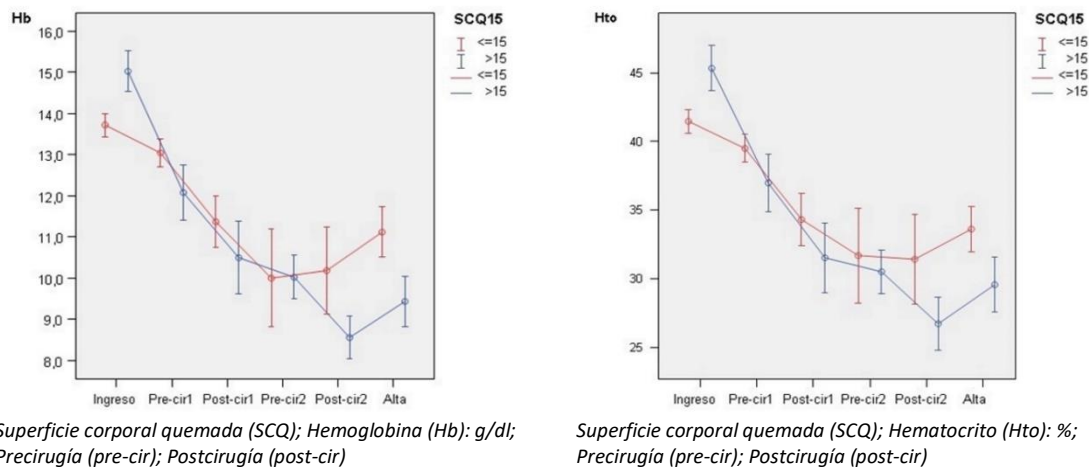 Hb
16,0
15,0
14,0
13,0
12,0
11,0
10,0
9,0
8,0
Ingreso Pre-cir1 Post-cir1 Pre-cir2 Post-cir2 Alta
SCQ15
<=15
>15
<=15
>15
Superficie corporal quemada (SCQ); Hemoglobina (Hb): g/dl;
Precirugía (pre-cir); Postcirugía (post-cir)
Hto
45
40
35
30
25
Ingreso Pre-cir1 Post-cir1 Pre-cir2 Post-cir2 Alta
SCQ15
<=15
>15
<=15
>15
Superficie corporal quemada (SCQ); Hematocrito (Hto): %;
Precirugía (pre-cir); Postcirugía (post-cir)